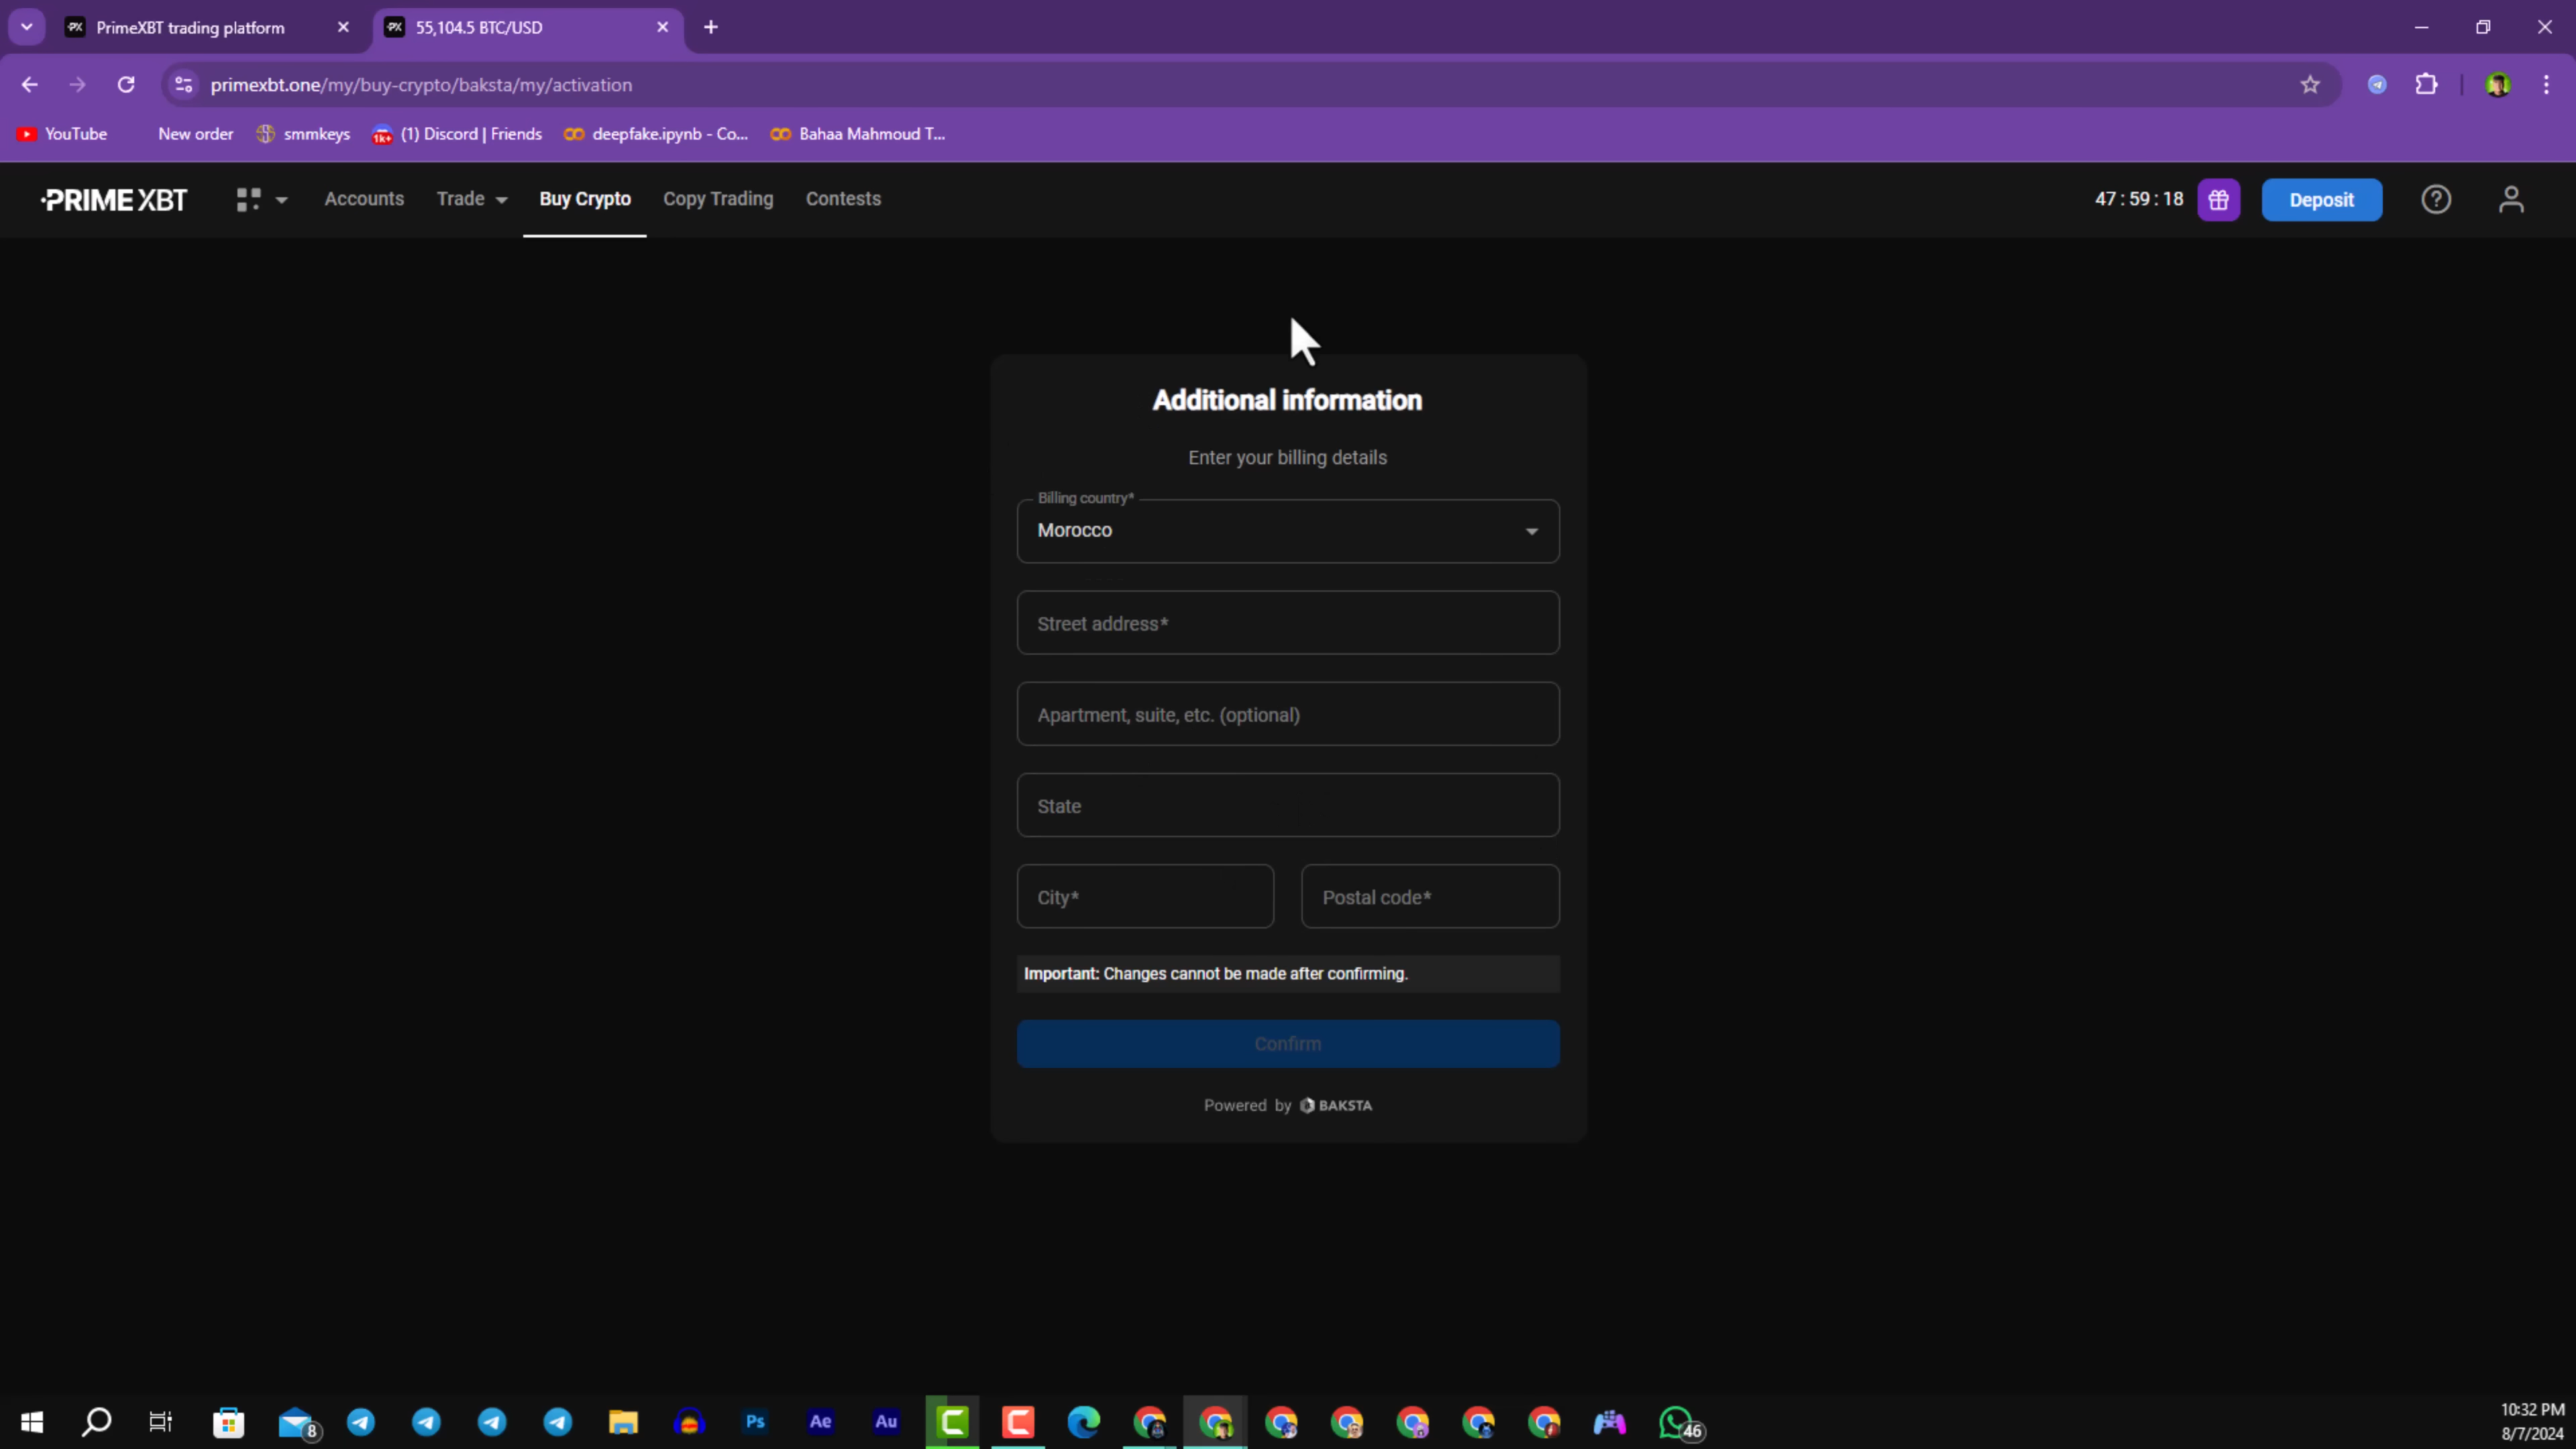 PrimeXBT trading platform
55,104.5 BTC/USD
primexbt.one/my/buy-crypto/baksta/my/activation
YouTube
New order
smmkeys
(1) Discord | Friends
deepfake.ipynb - Co...
Bahaa Mahmoud T...
PRIME XBT
Accounts
Trade
Buy Crypto
Copy Trading
Contests
47 : 59 : 18
Deposit
Additional information
Enter your billing details
Billing country*
Morocco
Street address*
Apartment, suite, etc. (optional)
State
City*
Postal code*
Important: Changes cannot be made after confirming.
Confirm
Powered by BAKSTA
8
Ps
Ae
Au
46
10:32 PM
8/7/2024